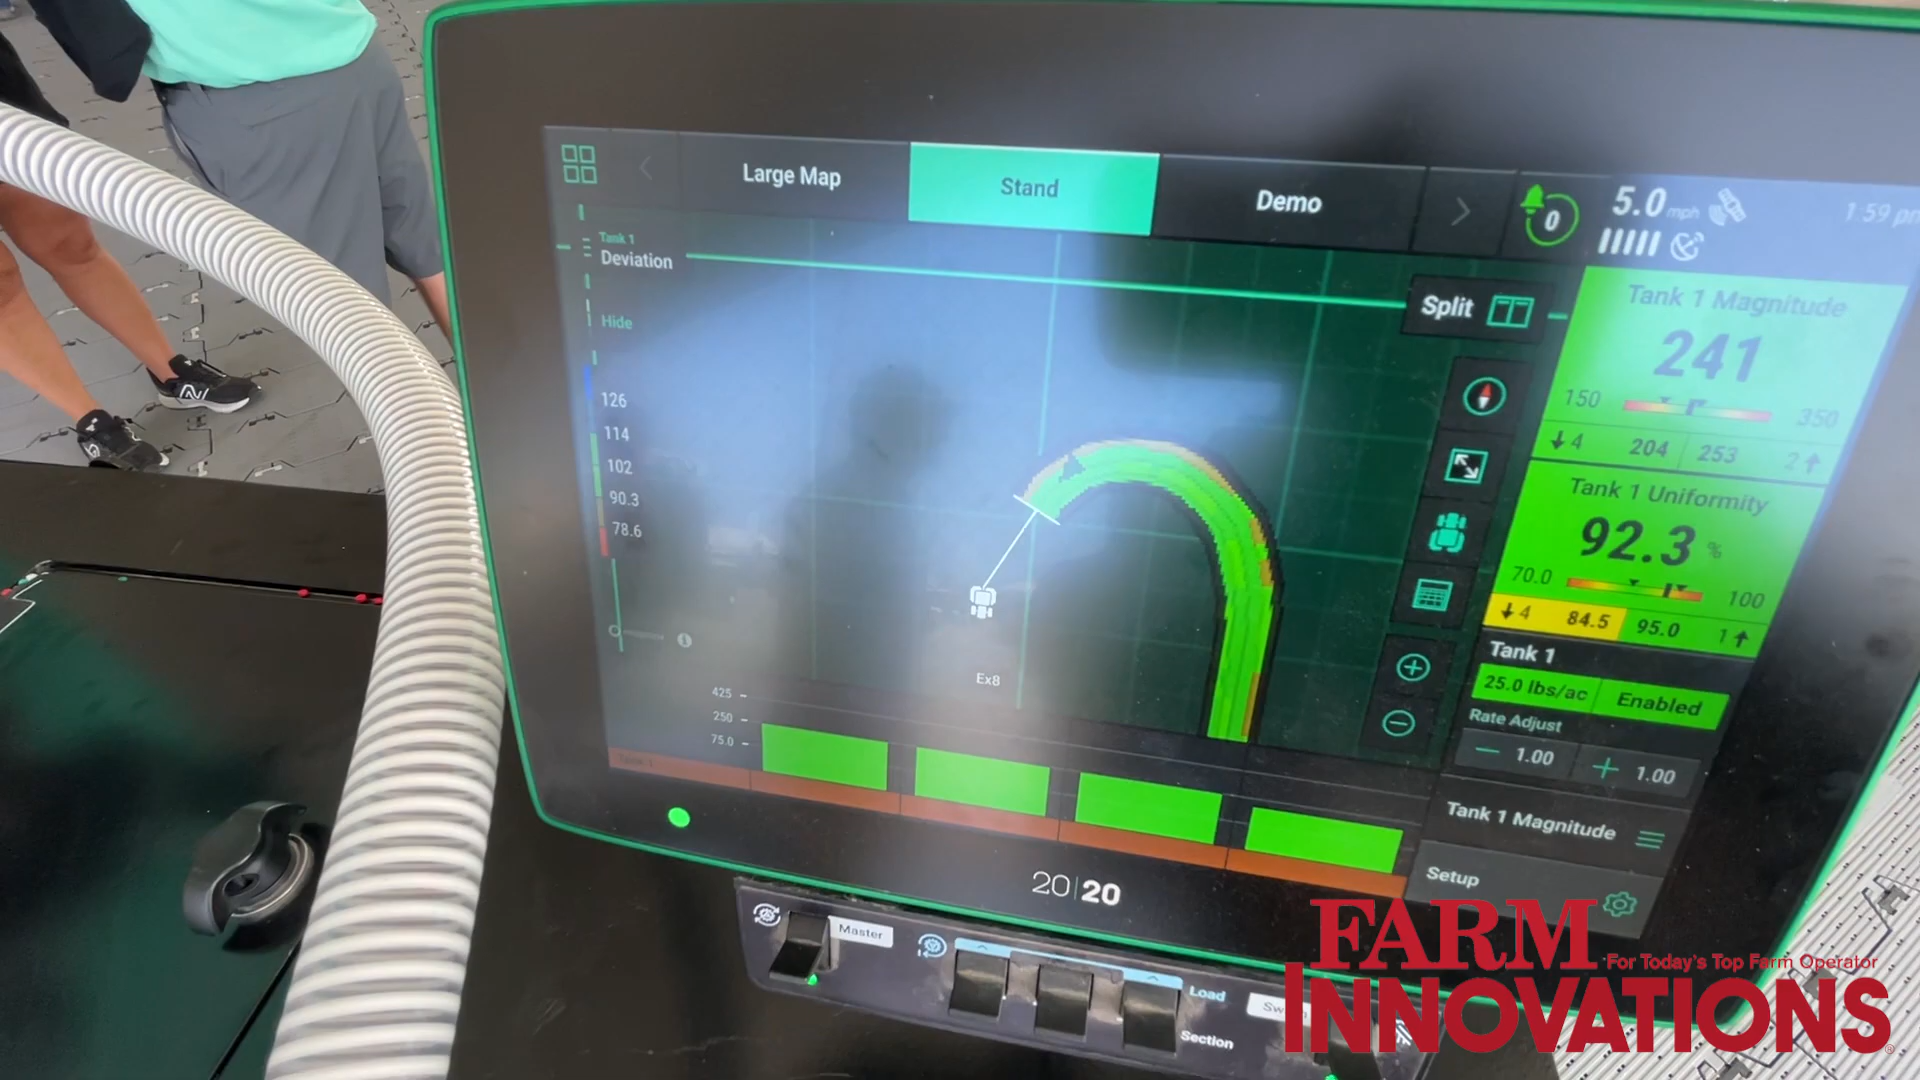 Large Map
Stand
Demo
0
5.0 mph
1:59 pm
Tank 1
Deviation
Hide
126
114
102
90.3
78.6
Split
Ex8
425
250
75.0
Tank 1
Tank 1 Magnitude
241
150
350
4 204 253 2
Tank 1 Uniformity
92.3 %
70.0
100
4 84.5 95.0 1
Tank 1
25.0 lbs/ac Enabled
Rate Adjust
− 1.00 + 1.00
Tank 1 Magnitude
Setup
20|20
Master
Load
Section
FARM
For Today's Top Farm Operator
INNOVATIONS®